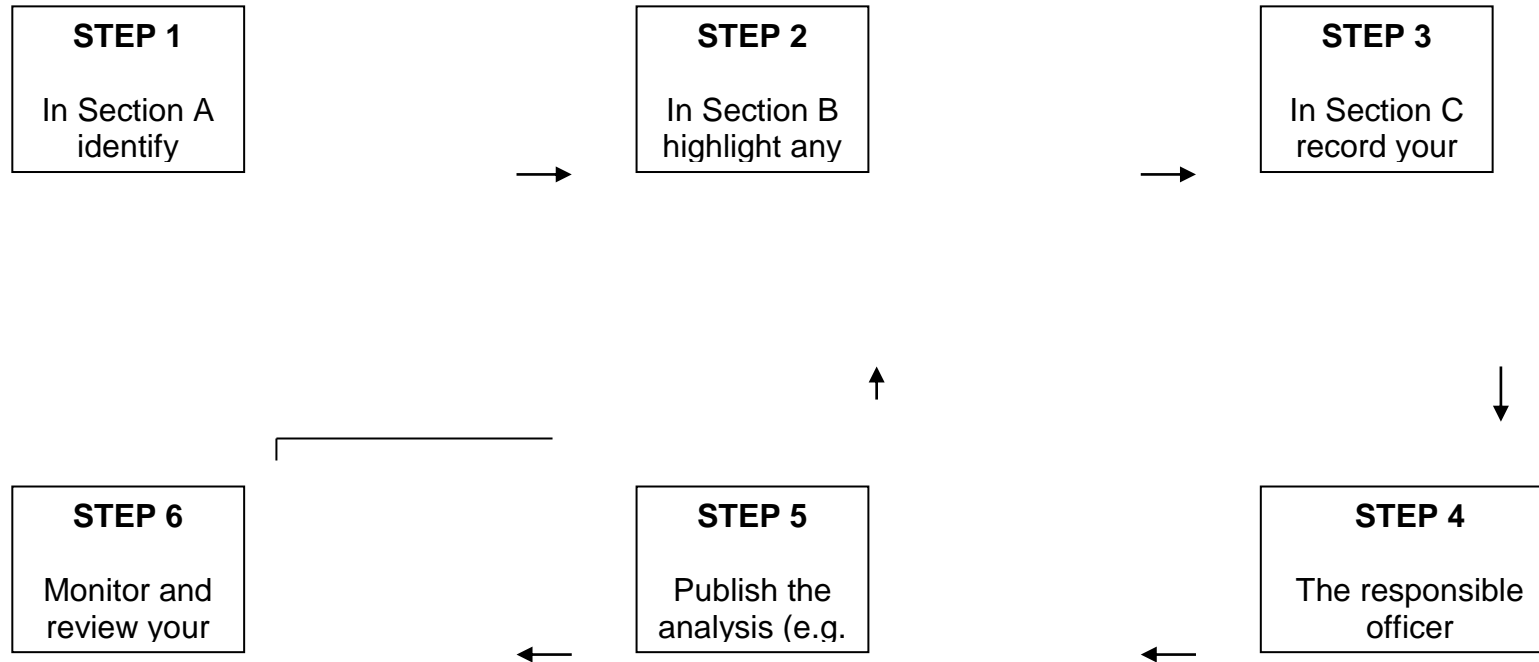 STEP 1
In Section A
identify
STEP 2
In Section B
highlight any
STEP 3
In Section C
record your
STEP 6
Monitor and
review your
STEP 5
Publish the
analysis (e.g.
STEP 4
The responsible
officer